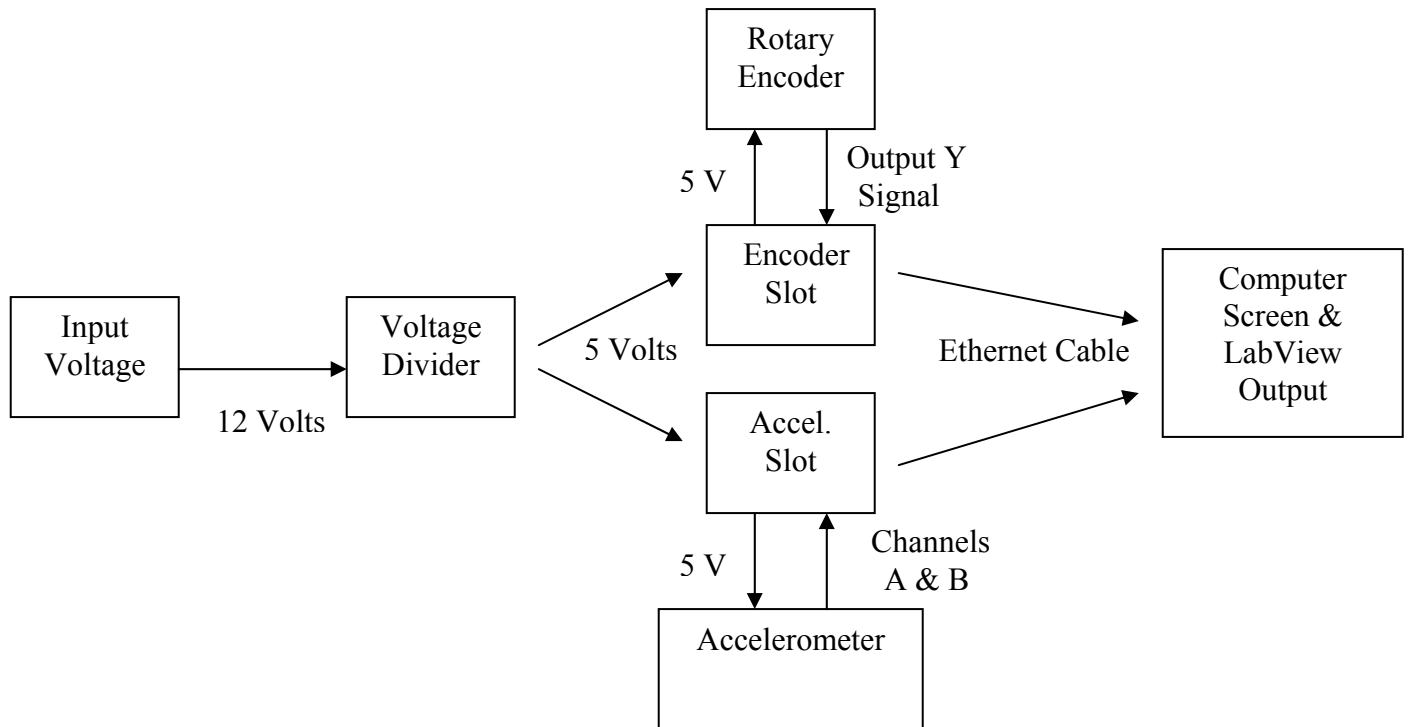 Rotary
Encoder
5 V
Output Y
Signal
Encoder
Slot
Input
Voltage
12 Volts
Voltage
Divider
5 Volts
Ethernet Cable
Computer
Screen &
LabView
Output
Accel.
Slot
5 V
Channels
A & B
Accelerometer